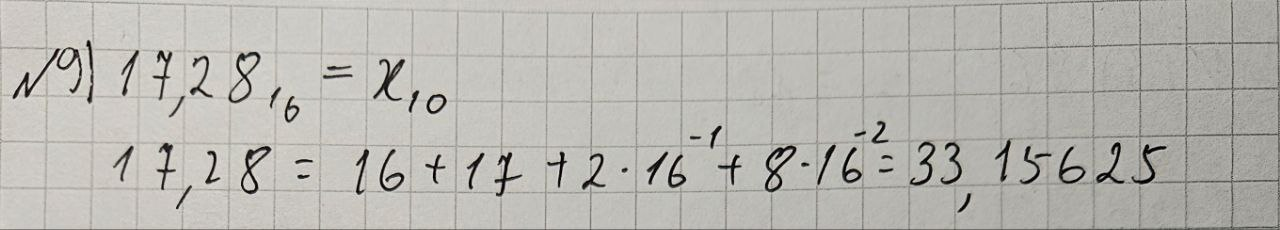 №9) 17,28₁₆ = x₁₀
17,28 = 16 + 17 + 2 · 16⁻¹ + 8 · 16⁻² = 33,15625